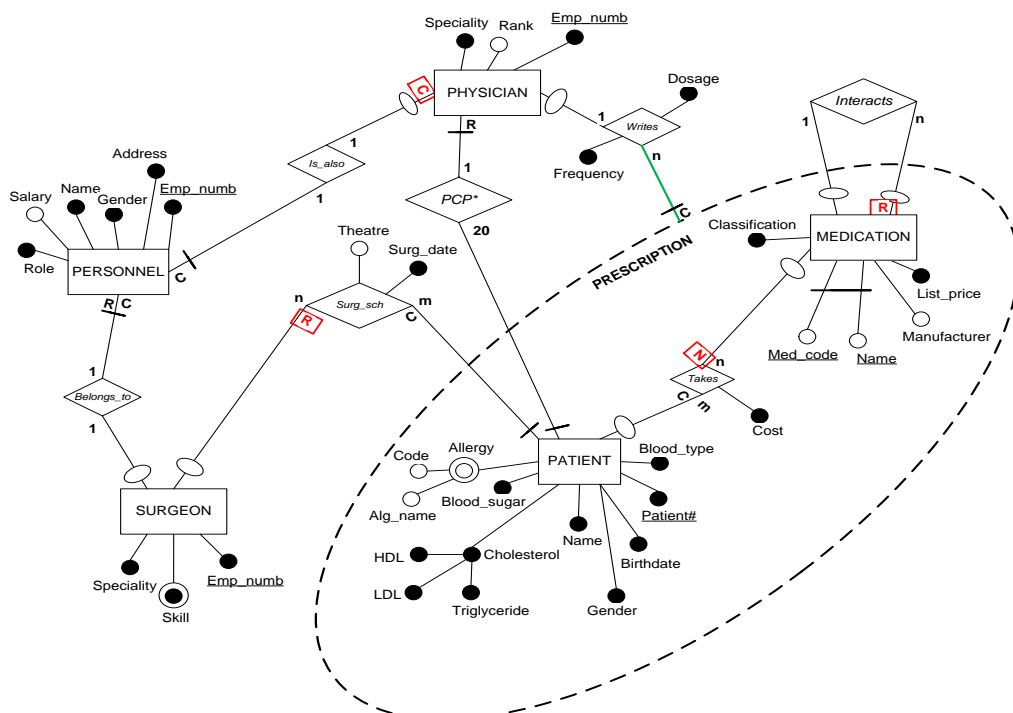 Speciality
Rank
Emp_numb
C
PHYSICIAN
Dosage
R
1
Writes
n
Frequency
C
Interacts
1
n
1
Is_also
1
Address
Name
Emp_numb
Salary
Gender
PERSONNEL
Role
C
R C
1
PCP*
20
Theatre
Surg_date
n
Surg_sch
m
R
C
PRESCRIPTION
R
Classification
MEDICATION
List_price
Manufacturer
Med_code
Name
N
n
Takes
C
m
Cost
1
Belongs_to
1
Code
Allergy
Alg_name
Blood_sugar
PATIENT
Blood_type
Patient#
Name
Birthdate
Gender
HDL
Cholesterol
LDL
Triglyceride
SURGEON
Speciality
Emp_numb
Skill